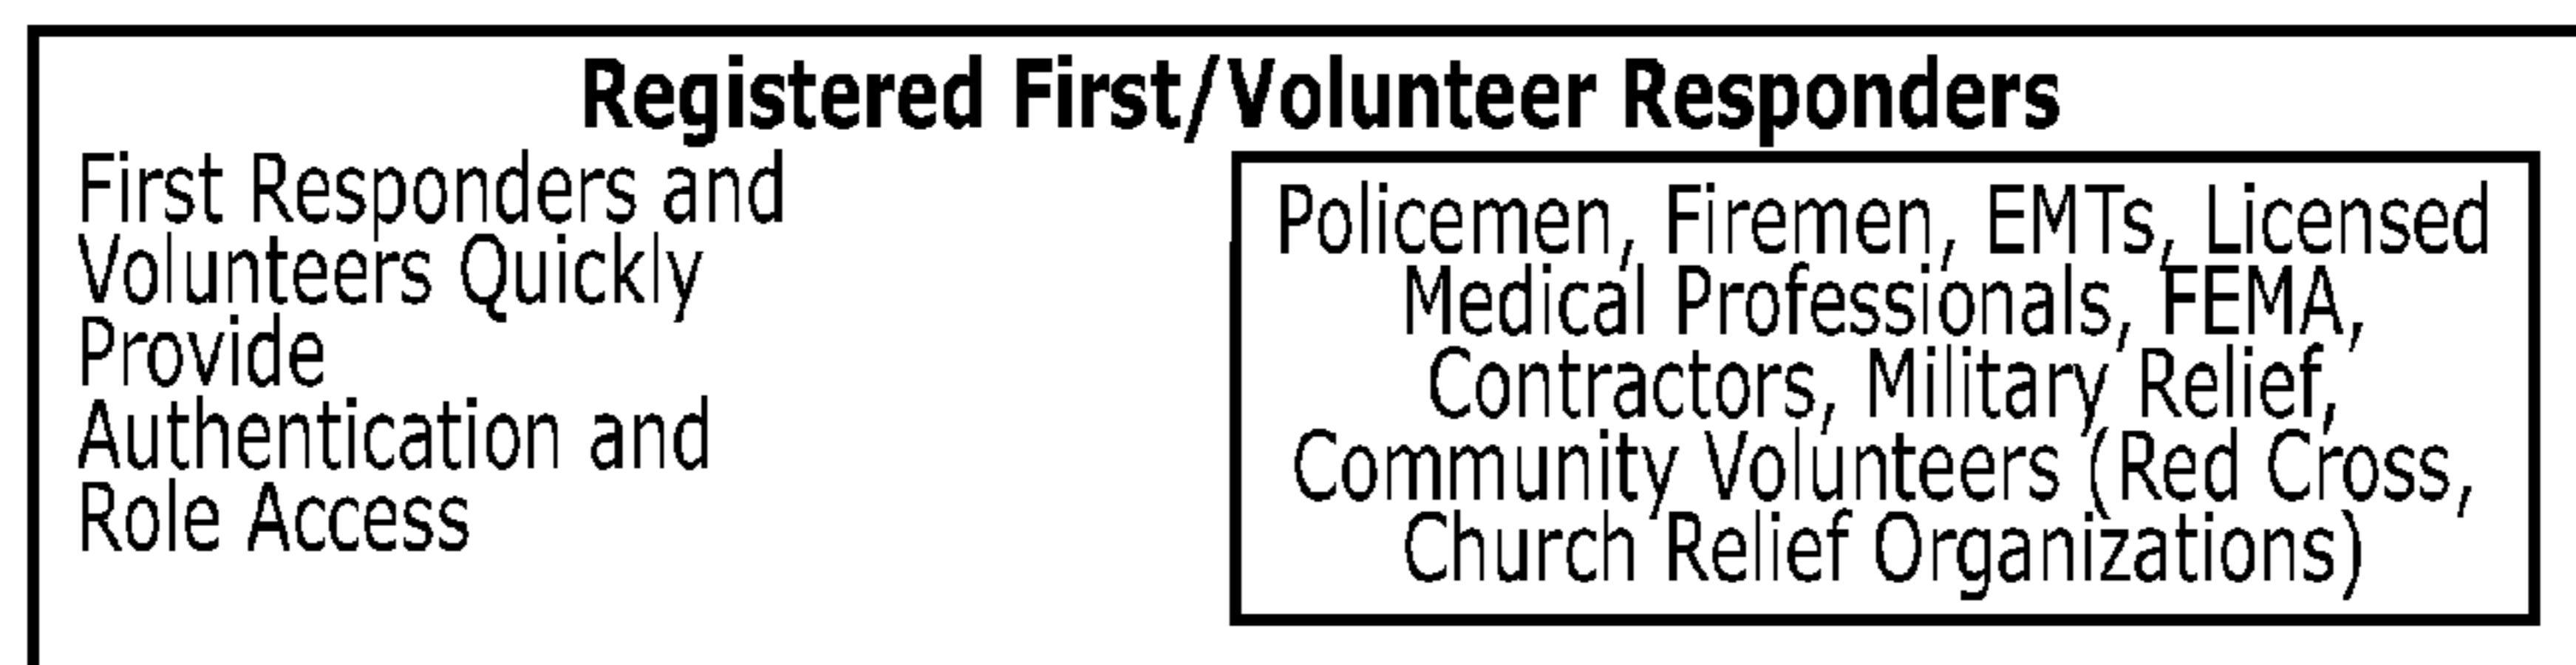 Registered First/Volunteer Responders
First Responders and
Volunteers Quickly
Provide
Authentication and
Role Access
Policemen, Firemen, EMTs, Licensed
Medical Professionals, FEMA,
Contractors, Military Relief,
Community Volunteers (Red Cross,
Church Relief Organizations)